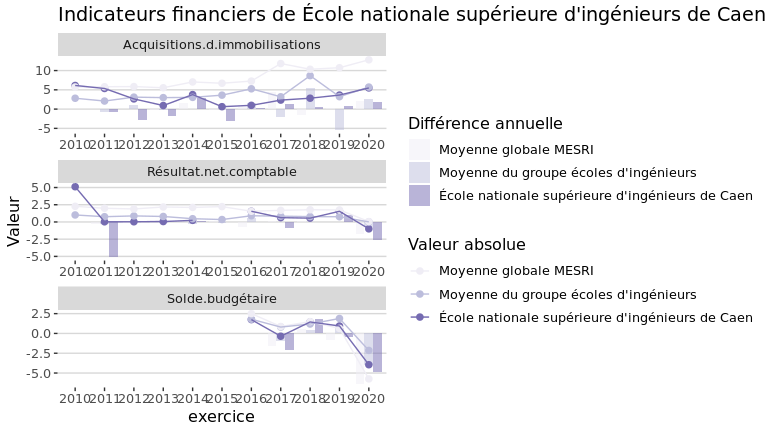 Indicateurs financiers de École nationale supérieure d'ingénieurs de Caen
Acquisitions.d.immobilisations
10
5
0
-5
2010 2011 2012 2013 2014 2015 2016 2017 2018 2019 2020
Résultat.net.comptable
5.0
2.5
0.0
-2.5
-5.0
2010 2011 2012 2013 2014 2015 2016 2017 2018 2019 2020
Solde.budgétaire
2.5
0.0
-2.5
-5.0
2010 2011 2012 2013 2014 2015 2016 2017 2018 2019 2020
exercice
Valeur
Différence annuelle
Moyenne globale MESRI
Moyenne du groupe écoles d'ingénieurs
École nationale supérieure d'ingénieurs de Caen
Valeur absolue
Moyenne globale MESRI
Moyenne du groupe écoles d'ingénieurs
École nationale supérieure d'ingénieurs de Caen